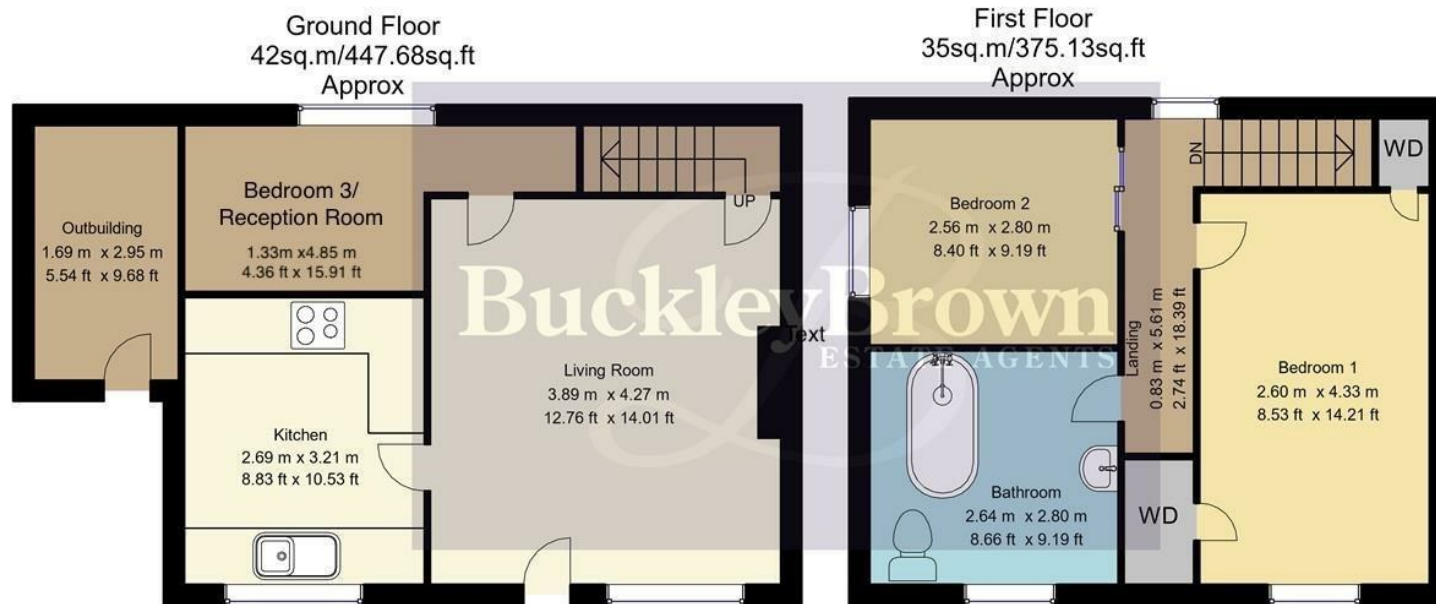 Ground Floor
42sq.m/447.68sq.ft
Approx
First Floor
35sq.m/375.13sq.ft
Approx
Outbuilding
1.69 m x 2.95 m
5.54 ft x 9.68 ft
Bedroom 3/
Reception Room
1.33m x4.85 m
4.36 ft x 15.91 ft
UP
Kitchen
2.69 m x 3.21 m
8.83 ft x 10.53 ft
Living Room
3.89 m x 4.27 m
12.76 ft x 14.01 ft
Text
BuckleyBrown
ESTATE AGENTS
Bedroom 2
2.56 m x 2.80 m
8.40 ft x 9.19 ft
DN
WD
Landing
0.83 m x 5.61 m
2.74 ft x 18.39 ft
Bedroom 1
2.60 m x 4.33 m
8.53 ft x 14.21 ft
Bathroom
2.64 m x 2.80 m
8.66 ft x 9.19 ft
WD